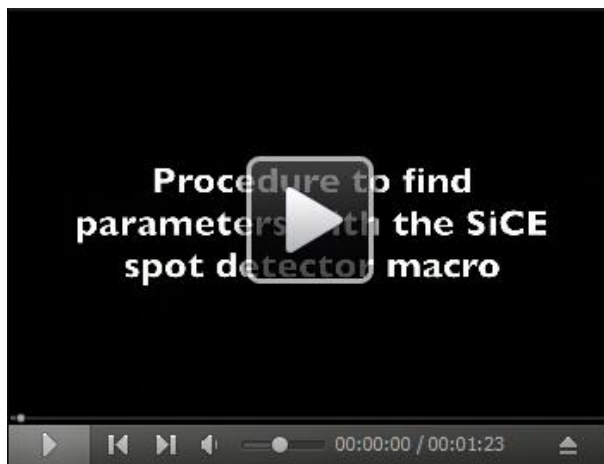 Procedure to find
parameters with the SiCE
spot detector macro
00:00:00 / 00:01:23